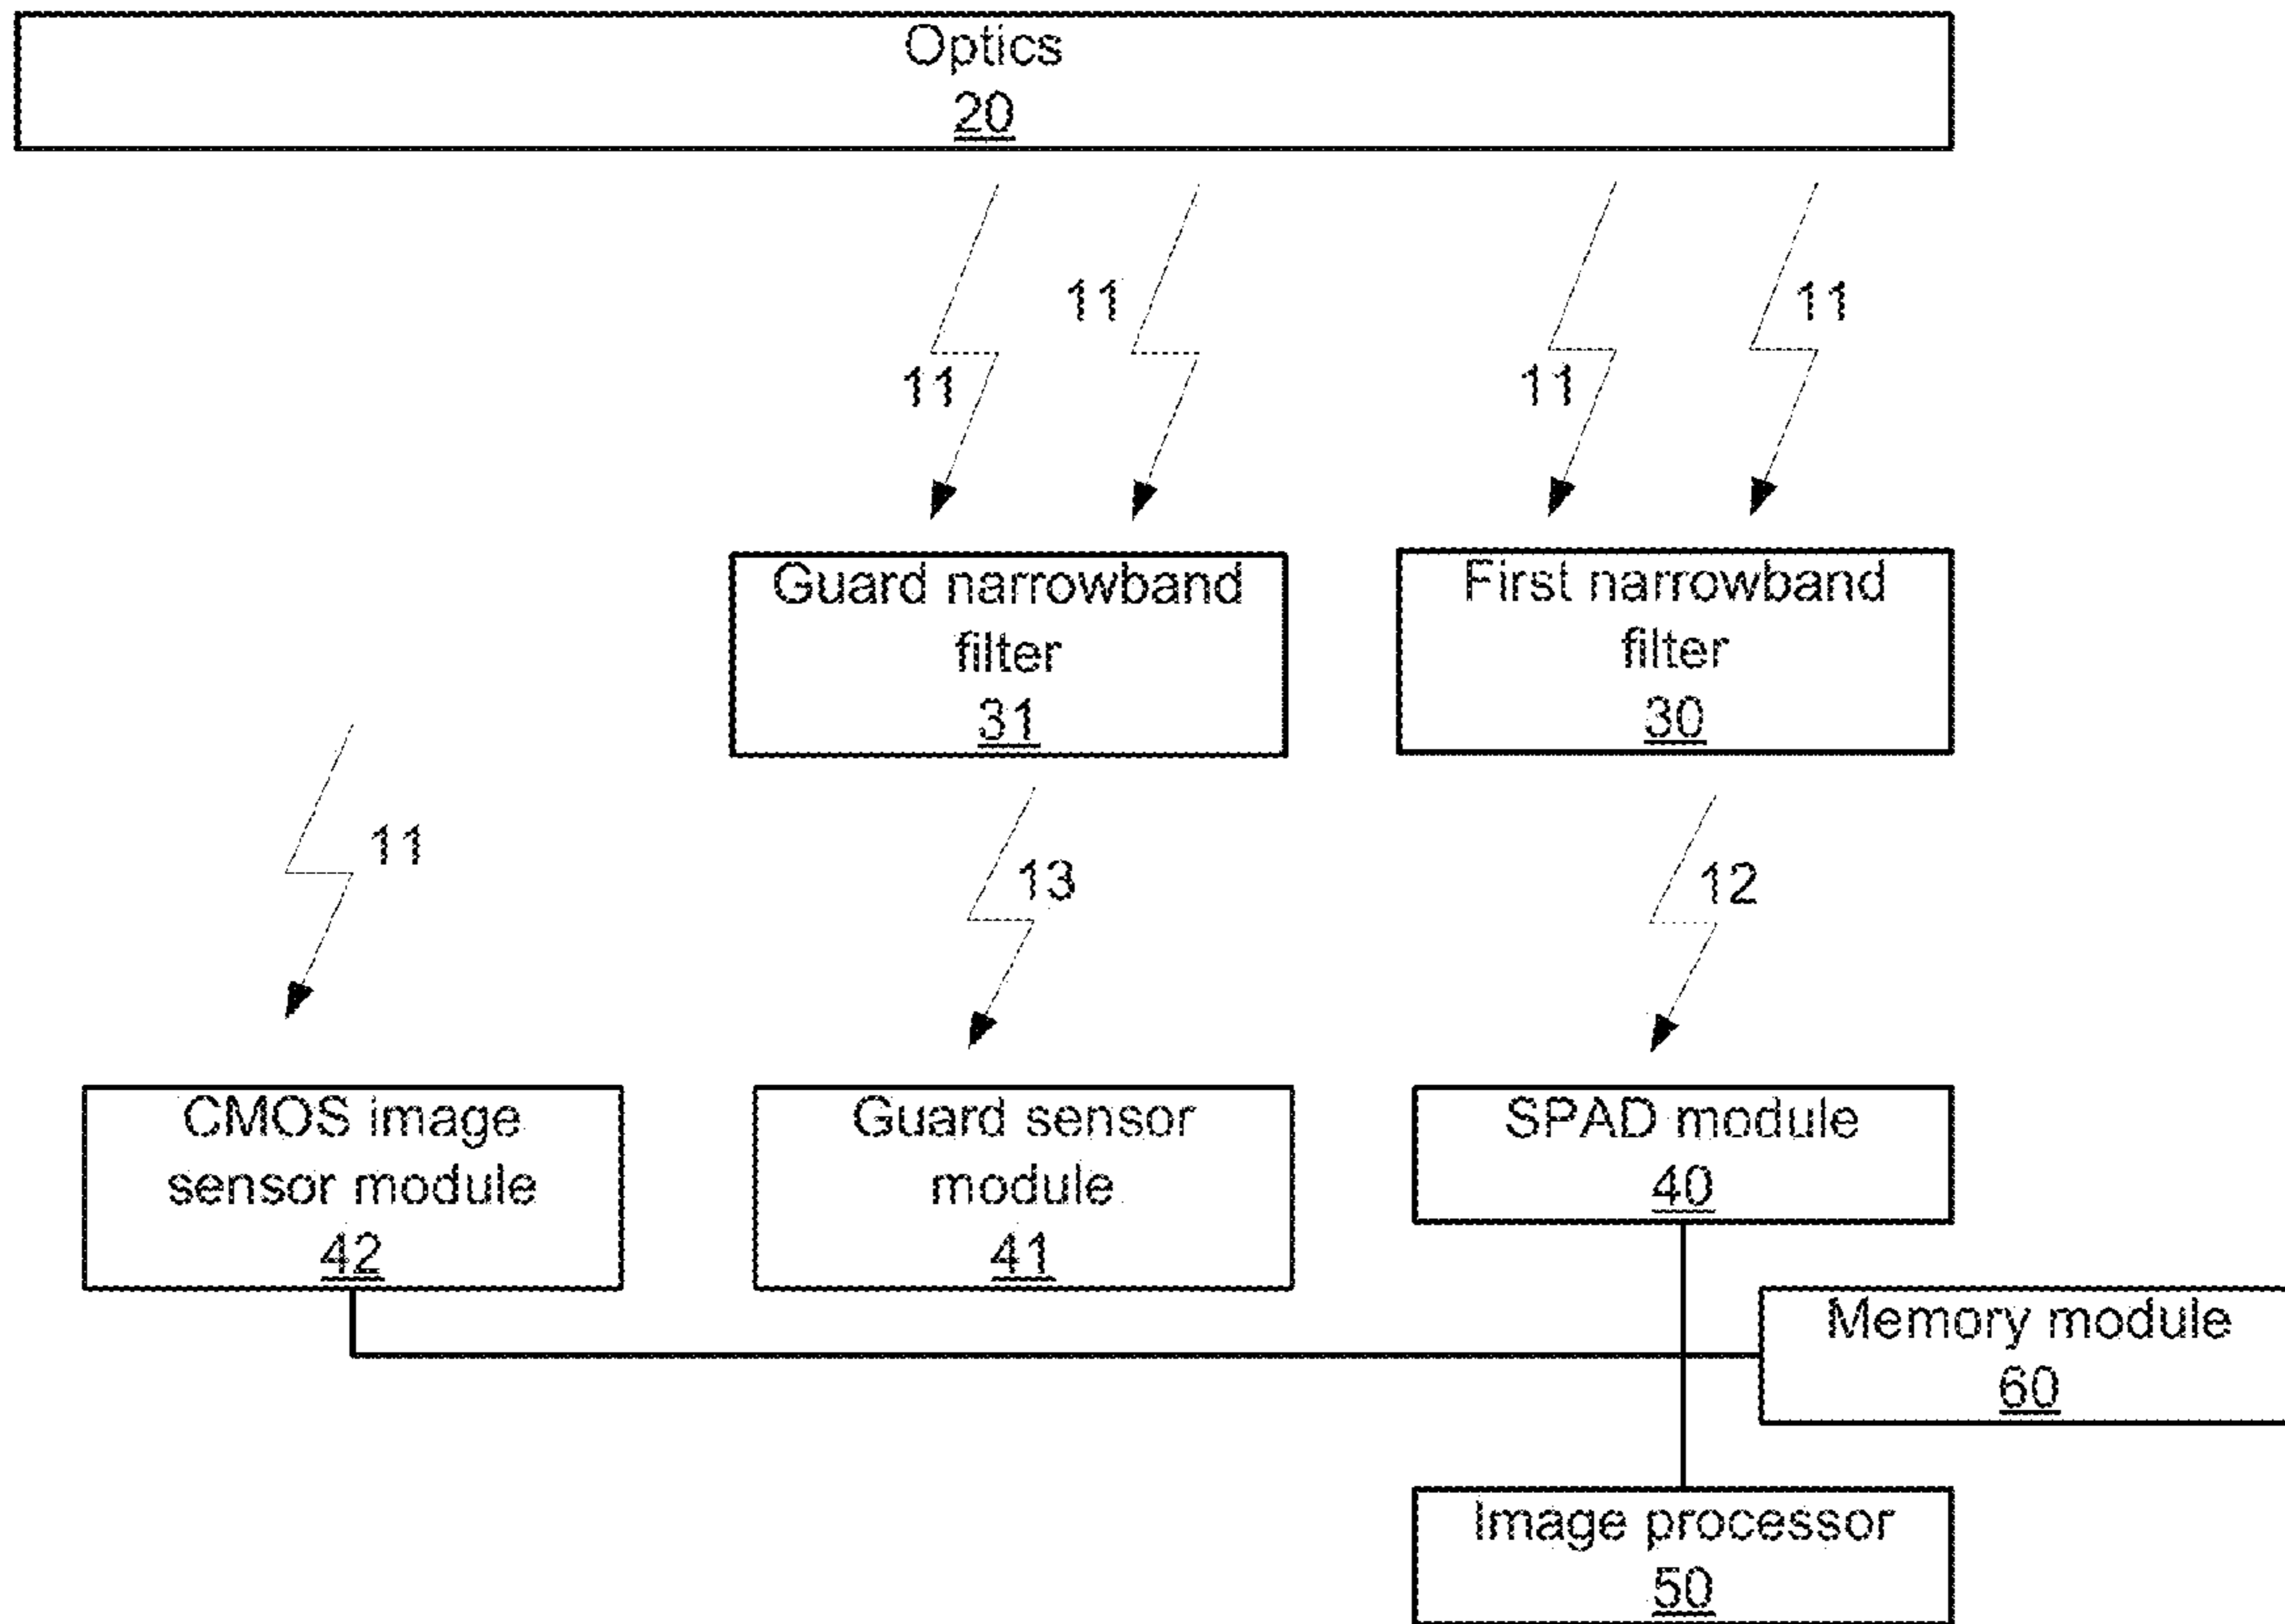 Optics
20
11
11
11
11
Guard narrowband
filter
31
First narrowband
filter
30
11
13
12
CMOS image
sensor module
42
Guard sensor
module
41
SPAD module
40
Memory module
60
Image processor
50